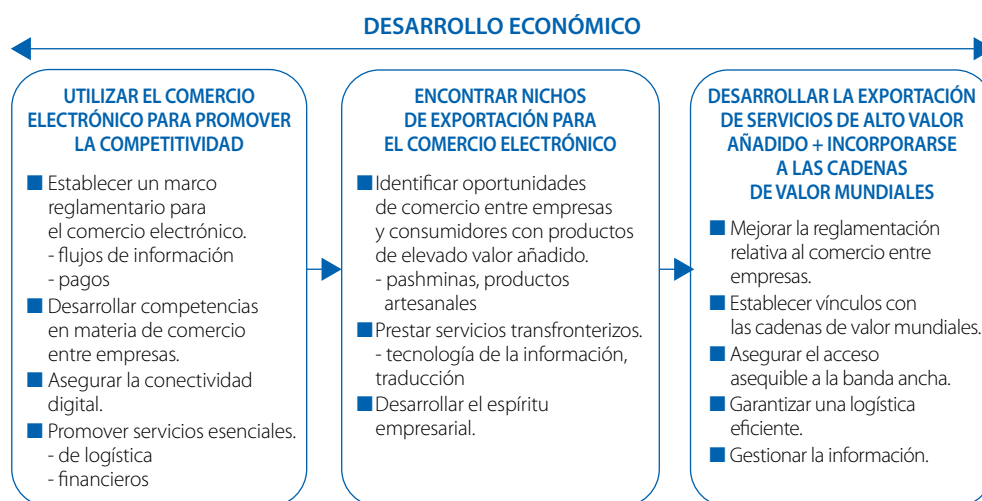 DESARROLLO ECONÓMICO
UTILIZAR EL COMERCIO
ELECTRÓNICO PARA PROMOVER
LA COMPETITIVIDAD
■ Establecer un marco
reglamentario para
el comercio electrónico.
- flujos de información
- pagos
■ Desarrollar competencias
en materia de comercio
entre empresas.
■ Asegurar la conectividad
digital.
■ Promover servicios esenciales.
- de logística
- financieros
ENCONTRAR NICHOS
DE EXPORTACIÓN PARA
EL COMERCIO ELECTRÓNICO
■ Identificar oportunidades
de comercio entre empresas
y consumidores con productos
de elevado valor añadido.
- pashminas, productos
artesanales
■ Prestar servicios transfronterizos.
- tecnología de la información,
traducción
■ Desarrollar el espíritu
empresarial.
DESARROLLAR LA EXPORTACIÓN
DE SERVICIOS DE ALTO VALOR
AÑADIDO + INCORPORARSE
A LAS CADENAS
DE VALOR MUNDIALES
■ Mejorar la reglamentación
relativa al comercio entre
empresas.
■ Establecer vínculos con
las cadenas de valor mundiales.
■ Asegurar el acceso
asequible a la banda ancha.
■ Garantizar una logística
eficiente.
■ Gestionar la información.